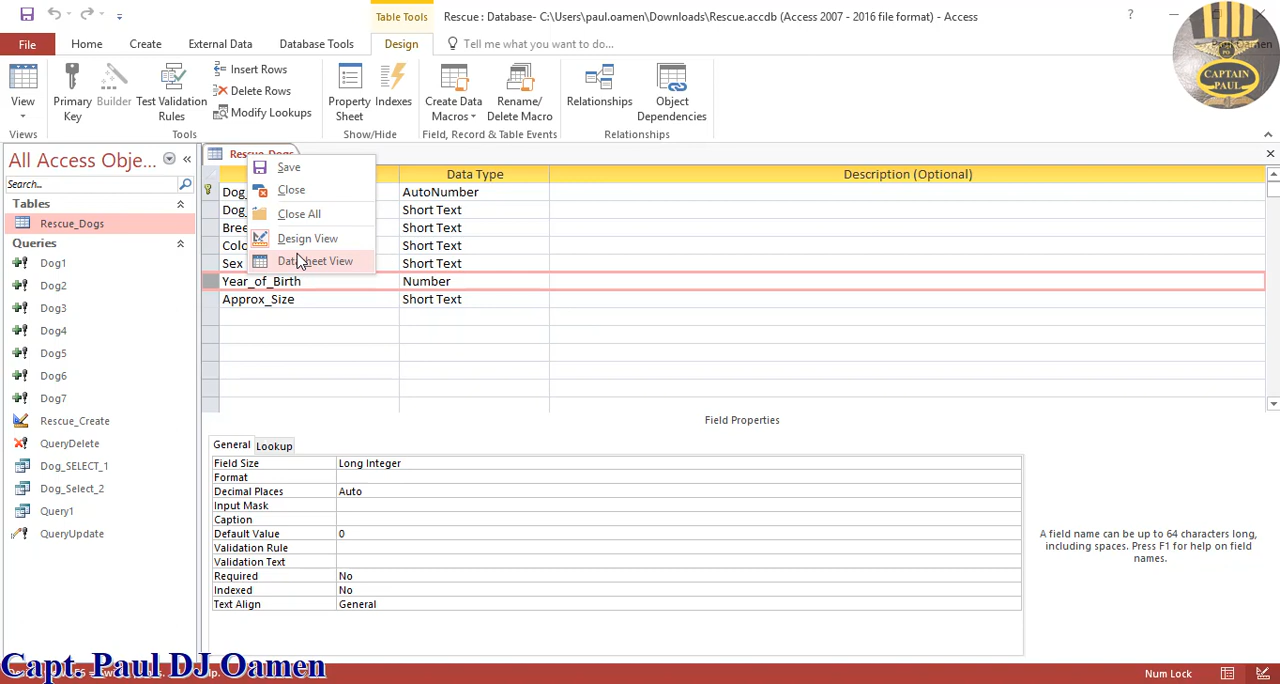 Table Tools
Rescue : Database- C:\Users\paul.oamen\Downloads\Rescue.accdb (Access 2007 - 2016 file format) - Access
?
File Home Create External Data Database Tools Design Tell me what you want to do...
CAPTAIN
PAUL
View
Primary
Key
Builder
Test Validation
Rules
Insert Rows
Delete Rows
Modify Lookups
Property
Sheet
Indexes
Create Data
Macros
Rename/
Delete Macro
Relationships
Object
Dependencies
Views Tools Show/Hide Field, Record & Table Events Relationships
All Access Obje...
Search...
Tables
Rescue_Dogs
Queries
Dog1
Dog2
Dog3
Dog4
Dog5
Dog6
Dog7
Rescue_Create
QueryDelete
Dog_SELECT_1
Dog_Select_2
Query1
QueryUpdate
Save
Close
Close All
Design View
Data View
Data Type Description (Optional)
AutoNumber
Short Text
Short Text
Short Text
Sex Short Text
Year_of_Birth Number
Approx_Size Short Text
Field Properties
General Lookup
Field Size Long Integer
Format
Decimal Places Auto
Input Mask
Caption
Default Value 0
Validation Rule
Validation Text
Required No
Indexed No
Text Align General
A field name can be up to 64 characters long,
including spaces. Press F1 for help on field
names.
Capt. Paul DJ Oamen
Num Lock